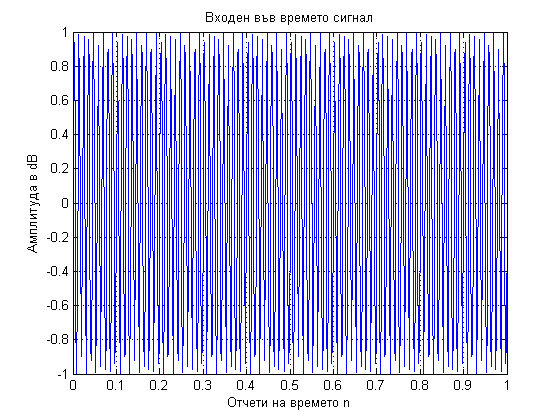 Входен във времето сигнал
Амплитуда в dB
1
0.8
0.6
0.4
0.2
0
-0.2
-0.4
-0.6
-0.8
-1
0 0.1 0.2 0.3 0.4 0.5 0.6 0.7 0.8 0.9 1
Отчети на времето n